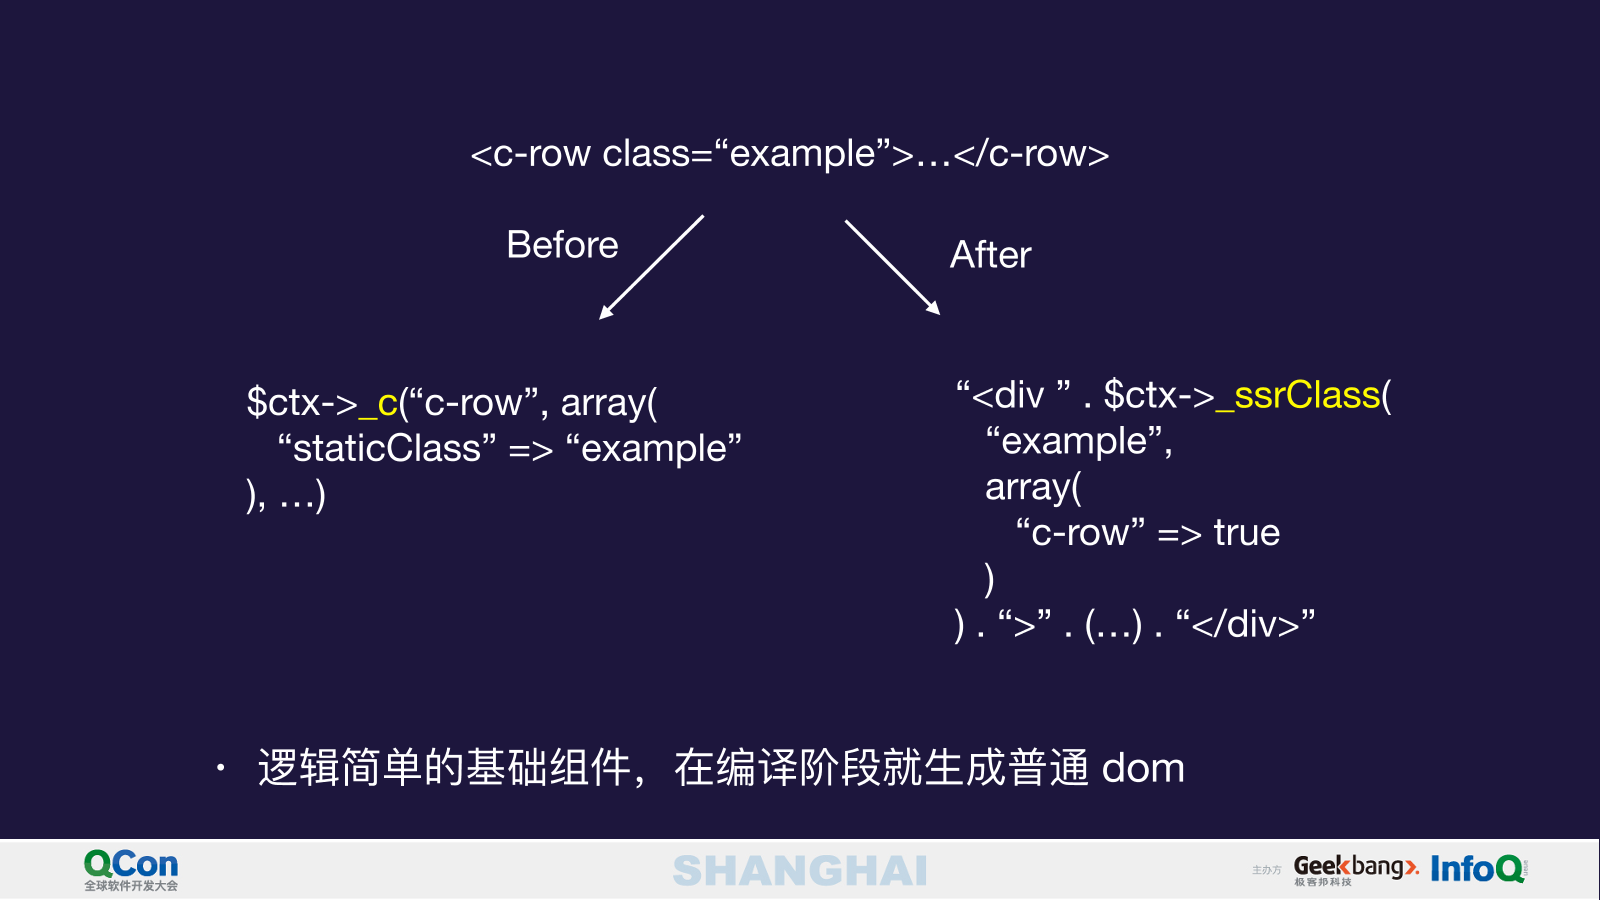 <c-row class=“example”>…</c-row>
Before
After
$ctx->_c(“c-row”, array(
“staticClass” => “example”
), …)
“<div ” . $ctx->_ssrClass(
“example”,
array(
“c-row” => true
)
) . “>” . (…) . “</div>”
• 逻辑简单的基础组件，在编译阶段就生成普通 dom
QCon
全球软件开发大会
SHANGHAI
主办方
Geekbang>.
极客邦科技
InfoQ